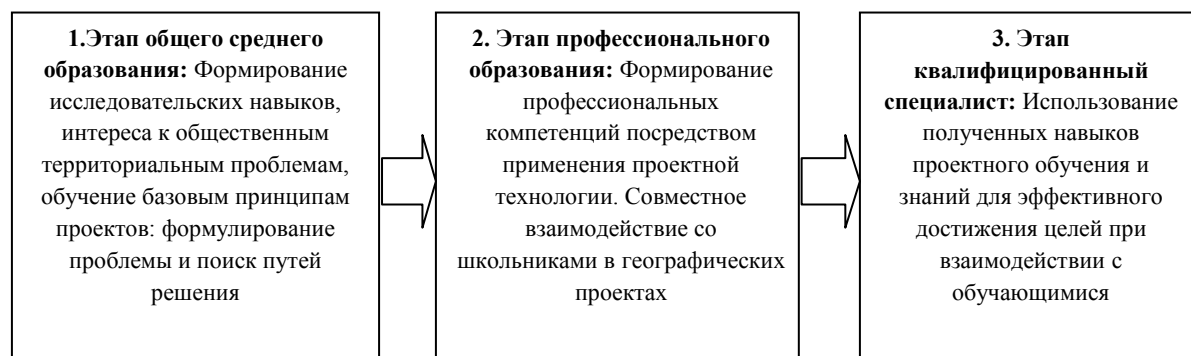 1.Этап общего среднего
образования: Формирование
исследовательских навыков,
интереса к общественным
территориальным проблемам,
обучение базовым принципам
проектов: формулирование
проблемы и поиск путей
решения
2. Этап профессионального
образования: Формирование
профессиональных
компетенций посредством
применения проектной
технологии. Совместное
взаимодействие со
школьниками в географических
проектах
3. Этап
квалифицированный
специалист: Использование
полученных навыков
проектного обучения и
знаний для эффективного
достижения целей при
взаимодействии с
обучающимися